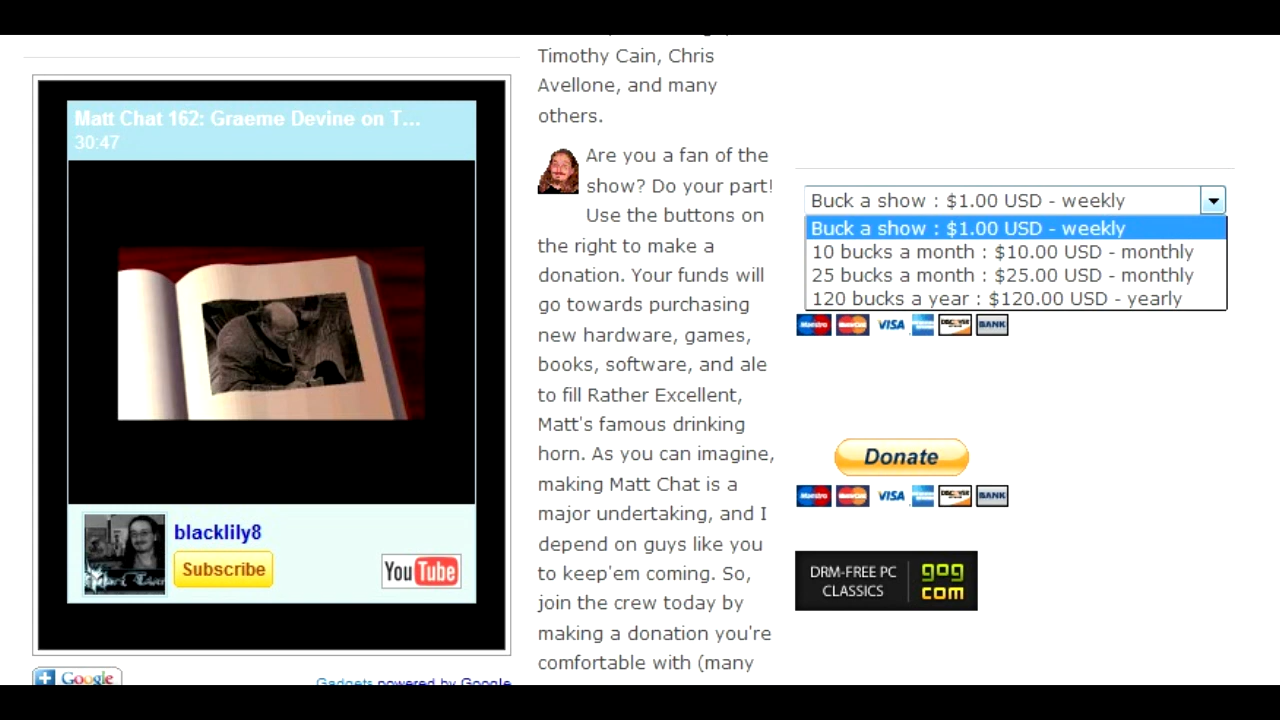 Matt Chat 162: Graeme Devine on T...
30:47
blacklily8
Subscribe
YouTube
Google
Gadgets powered by Google
Timothy Cain, Chris
Avellone, and many
others.
Are you a fan of the
show? Do your part!
Use the buttons on
the right to make a
donation. Your funds will
go towards purchasing
new hardware, games,
books, software, and ale
to fill Rather Excellent,
Matt's famous drinking
horn. As you can imagine,
making Matt Chat is a
major undertaking, and I
depend on guys like you
to keep'em coming. So,
join the crew today by
making a donation you're
comfortable with (many
Buck a show : $1.00 USD - weekly
Buck a show : $1.00 USD - weekly
10 bucks a month : $10.00 USD - monthly
25 bucks a month : $25.00 USD - monthly
120 bucks a year : $120.00 USD - yearly
Maestro MasterCard VISA DISCOVER BANK
Donate
Maestro MasterCard VISA DISCOVER BANK
DRM-FREE PC
CLASSICS
gog
com